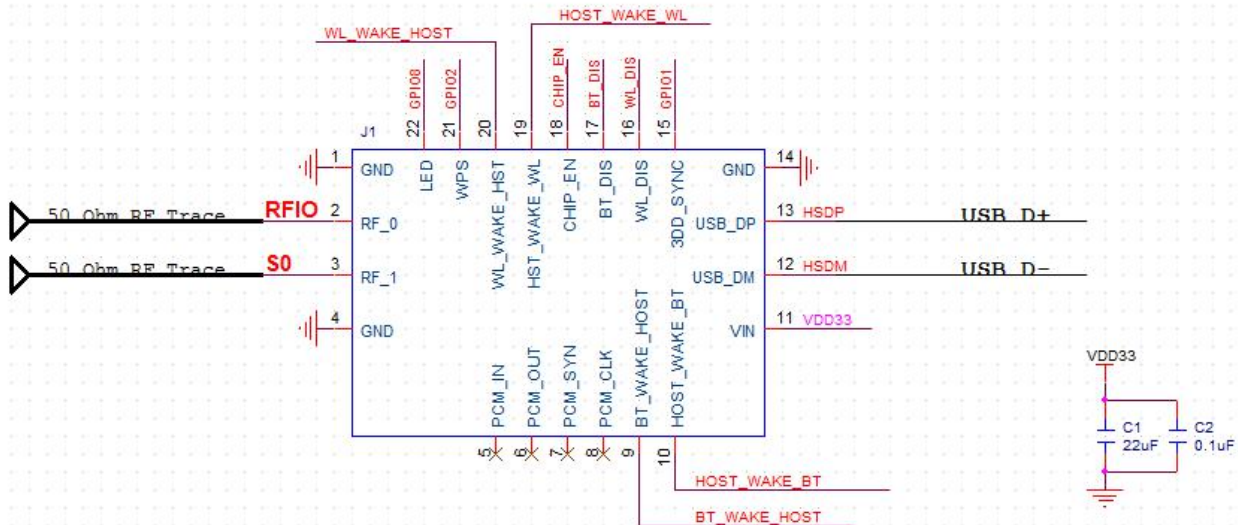 HOST_WAKE_WL
WL_WAKE_HOST
GPIO8
GPIO2
CHIP_EN
BT_DIS
WL_DIS
GPIO1
J1
22
21
20
19
18
17
16
15
LED
WPS
WL_WAKE_HST
HST_WAKE_WL
CHIP_EN
BT_DIS
WL_DIS
3DD_SYNC
1 GND
GND 14
50 Ohm RF Trace RFIO 2 RF_0
USB_DP 13 HSDP USB_D+
50 Ohm RF Trace S0 3 RF_1
USB_DM 12 HSDM USB_D-
4 GND
VIN 11 VDD33
PCM_IN
PCM_OUT
PCM_SYN
PCM_CLK
BT_WAKE_HOST
HOST_WAKE_BT
5
6
7
8
9
10
HOST_WAKE_BT
BT_WAKE_HOST
VDD33
C1
22uF
C2
0.1uF